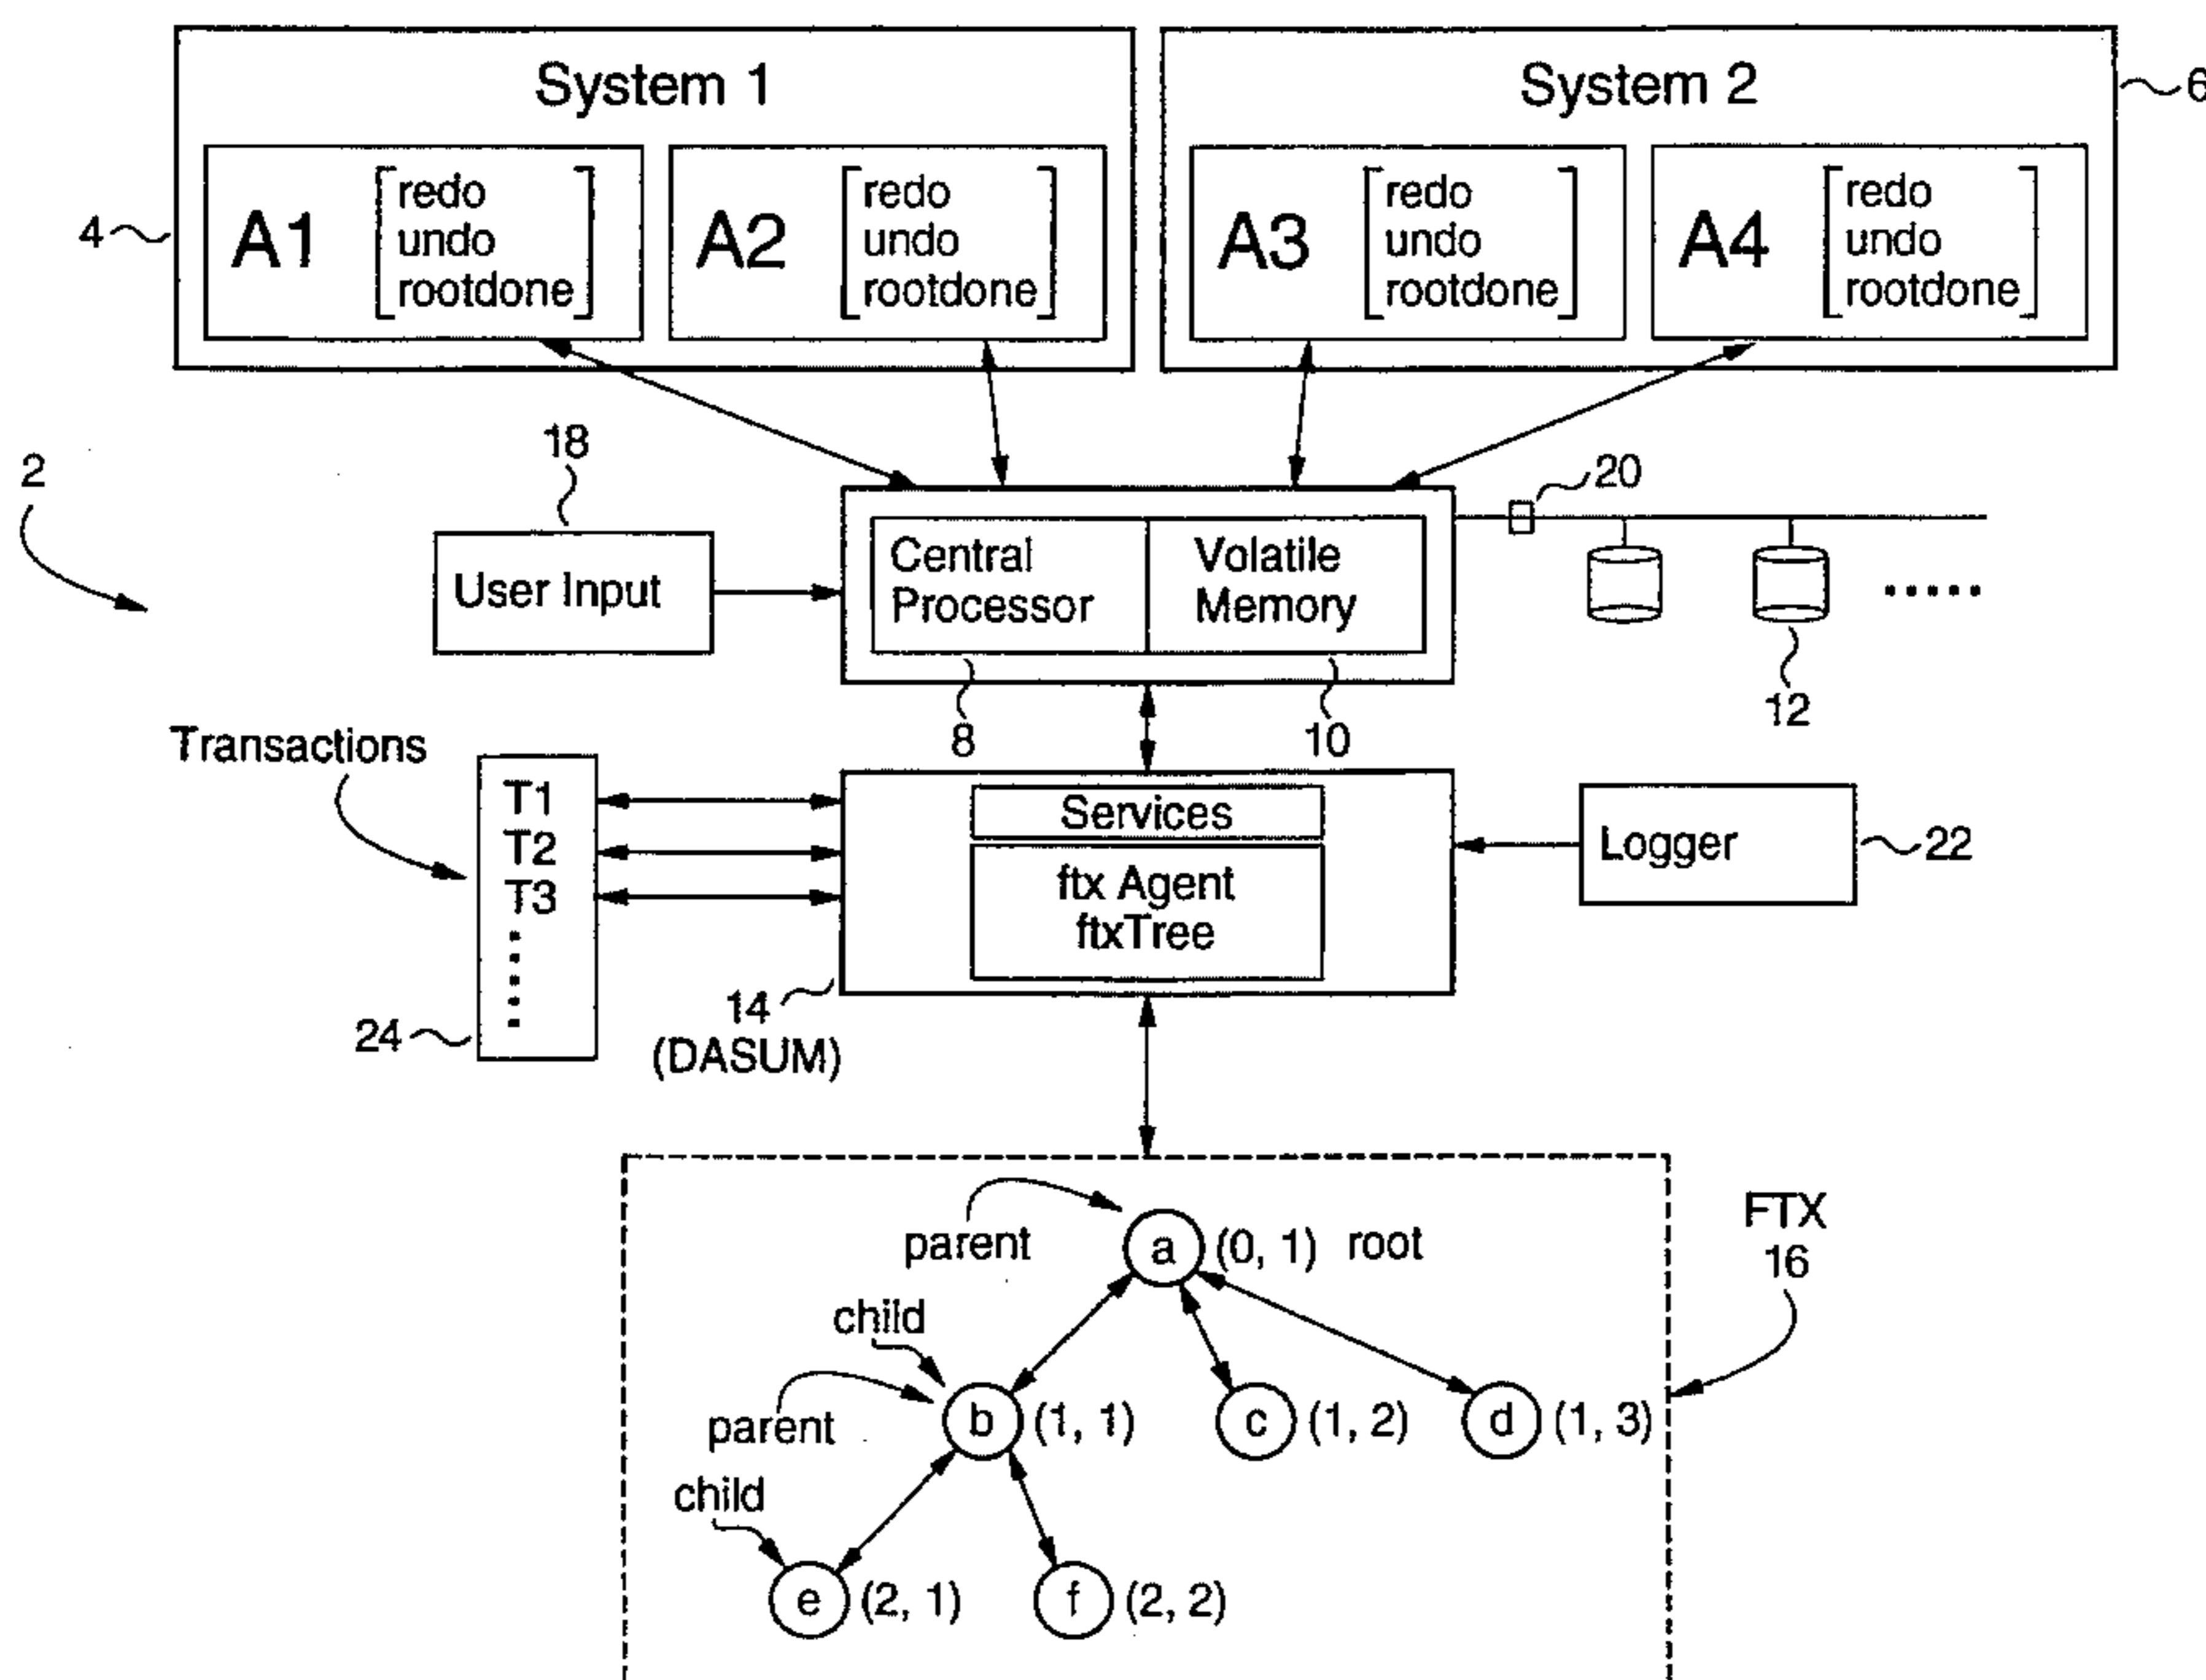 System 1
System 2
6
4
A1
redo
undo
rootdone
A2
redo
undo
rootdone
A3
redo
undo
rootdone
A4
redo
undo
rootdone
2
18
20
User Input
Central
Processor
Volatile
Memory
8
10
12
Transactions
T1
T2
T3
24
Services
ftx Agent
ftxTree
Logger
22
14
(DASUM)
FTX
16
parent
a (0, 1) root
child
parent
b (1, 1)
c (1, 2)
d (1, 3)
child
e (2, 1)
f (2, 2)